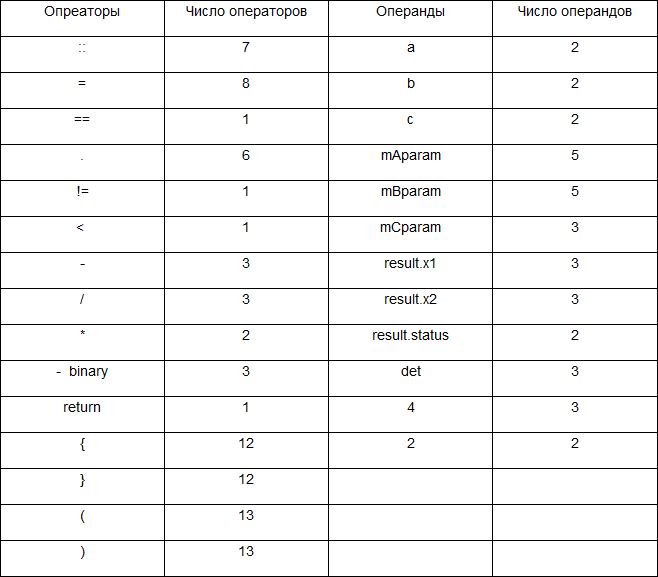 Опреаторы Число операторов Операнды Число операндов
:: 7 a 2
= 8 b 2
== 1 c 2
. 6 mAparam 5
!= 1 mBparam 5
< 1 mCparam 3
- 3 result.x1 3
/ 3 result.x2 3
* 2 result.status 2
- binary 3 det 3
return 1 4 3
{ 12 2 2
} 12
( 13
) 13